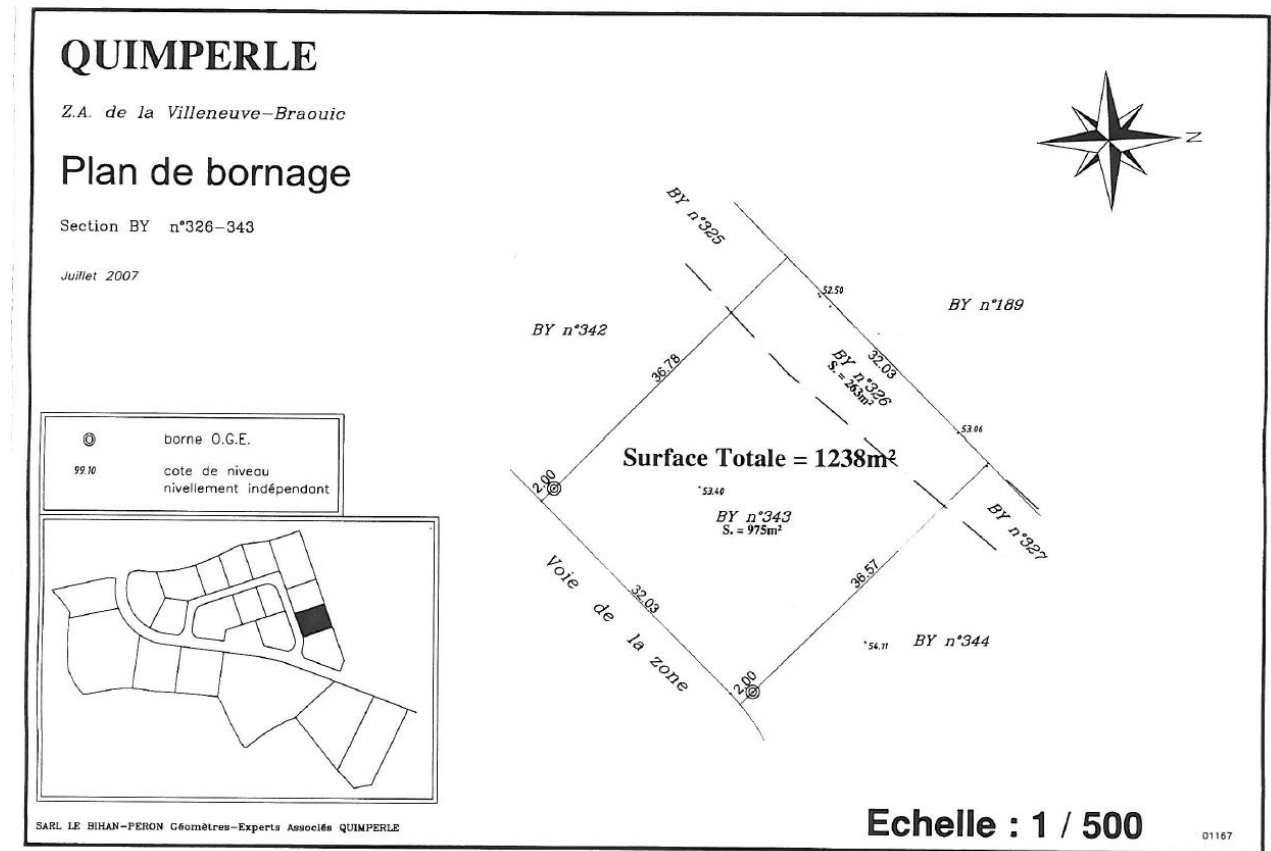 QUIMPERLE
Z.A. de la Villeneuve-Braouic
Plan de bornage
Section BY n°326-343
Juillet 2007
N
BY n°325
52.50
BY n°189
BY n°342
36.78
32.03
BY n°326
S. = 263m²
53.06
Surface Totale = 1238m²
2.00
53.40
BY n°343
S. = 975m²
BY n°327
Voie de la zone
32.03
36.57
54.11
BY n°344
2.00
borne O.G.E.
99.10
cote de niveau
nivellement indépendant
SARL LE BIHAN-PERON Géomètres-Experts Associés QUIMPERLE
Echelle : 1 / 500
01167